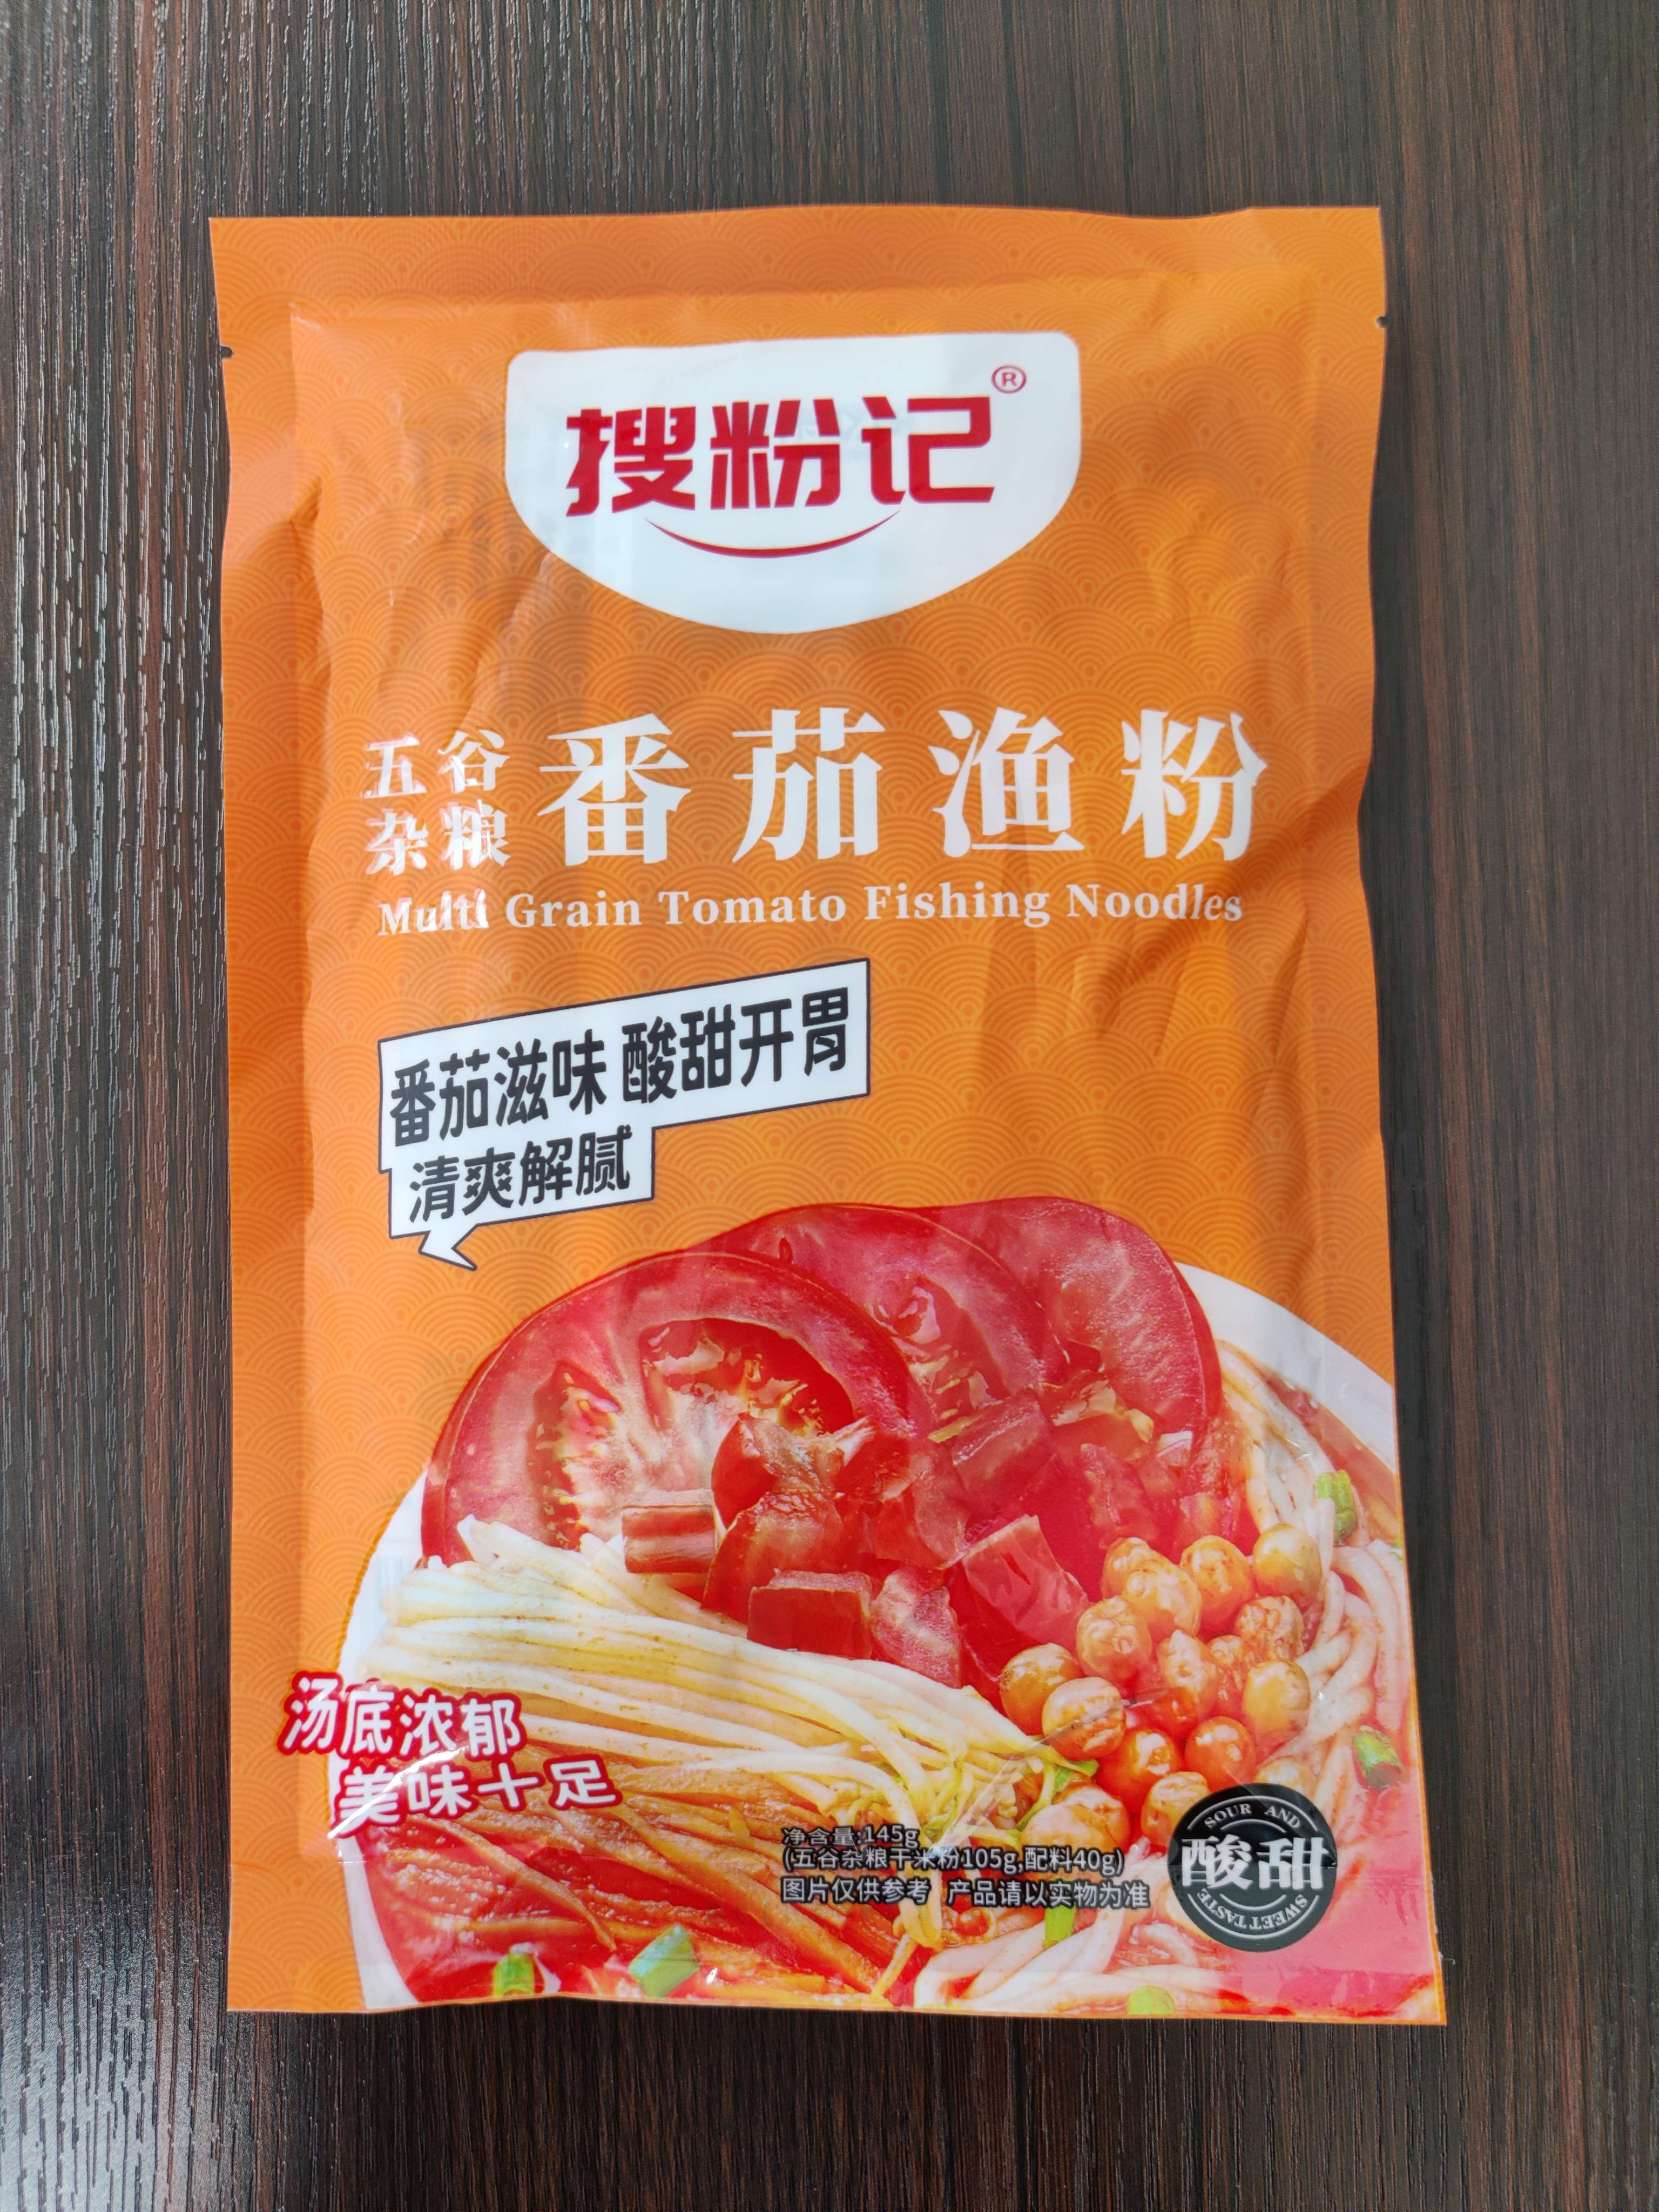 搜粉记®
五谷
杂粮
番茄渔粉
Multi Grain Tomato Fishing Noodles
番茄滋味 酸甜开胃
清爽解腻
汤底浓郁
美味十足
净含量:145g
(五谷杂粮干米粉105g,配料40g)
图片仅供参考 产品请以实物为准
SOUR AND
酸甜
SWEET TASTE